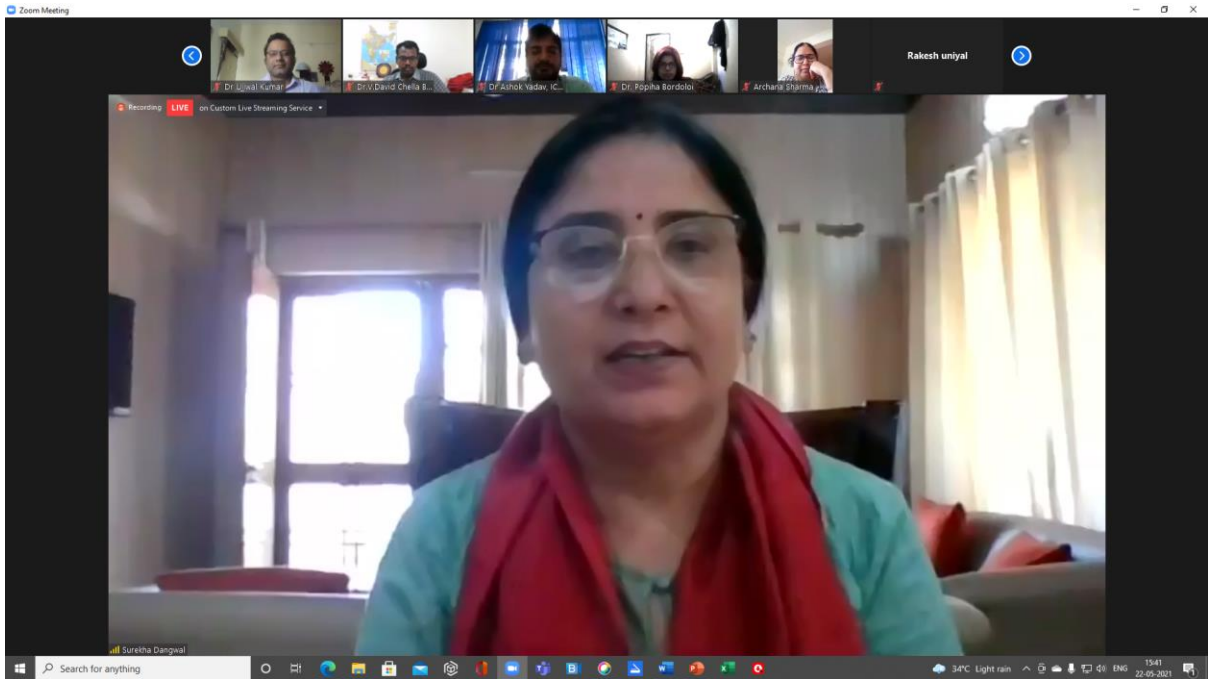 Zoom Meeting
Dr Ujjwal Kumar
Dr.V.David Chella B...
Dr Ashok Yadav, IC...
Dr. Popiha Bordoloi
Archana Sharma
Rakesh uniyal
Recording LIVE on Custom Live Streaming Service
Surekha Dangwal
Search for anything
34°C Light rain
ENG
15:41
22-05-2021